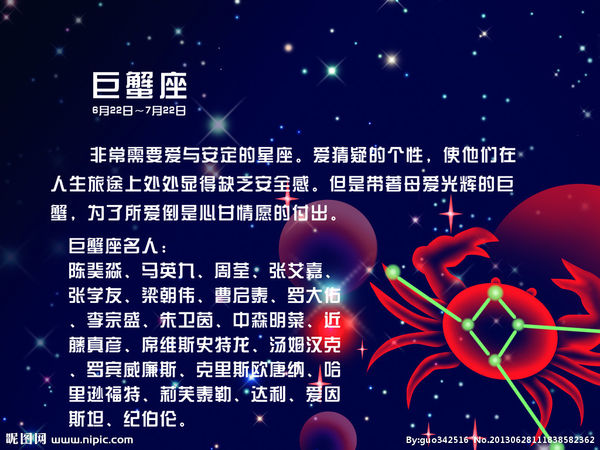 巨蟹座
6月22日～7月22日
非常需要爱与安定的星座。爱猜疑的个性，使他们在
人生旅途上处处显得缺乏安全感。但是带著母爱光辉的巨
蟹，为了所爱倒是心甘情愿的付出。
巨蟹座名人：
陈斐淼、马英九、周荃、张艾嘉、
张学友、梁朝伟、曹启泰、罗大佑
、李宗盛、朱卫茵、中森明菜、近
藤真彦、席维斯史特龙、汤姆汉克
、罗宾威廉斯、克里斯欧唐纳、哈
里逊福特、莉芙泰勒、达利、爱因
斯坦、纪伯伦。
昵图网 www.nipic.com
By:guo342516 No.20130628111838582362